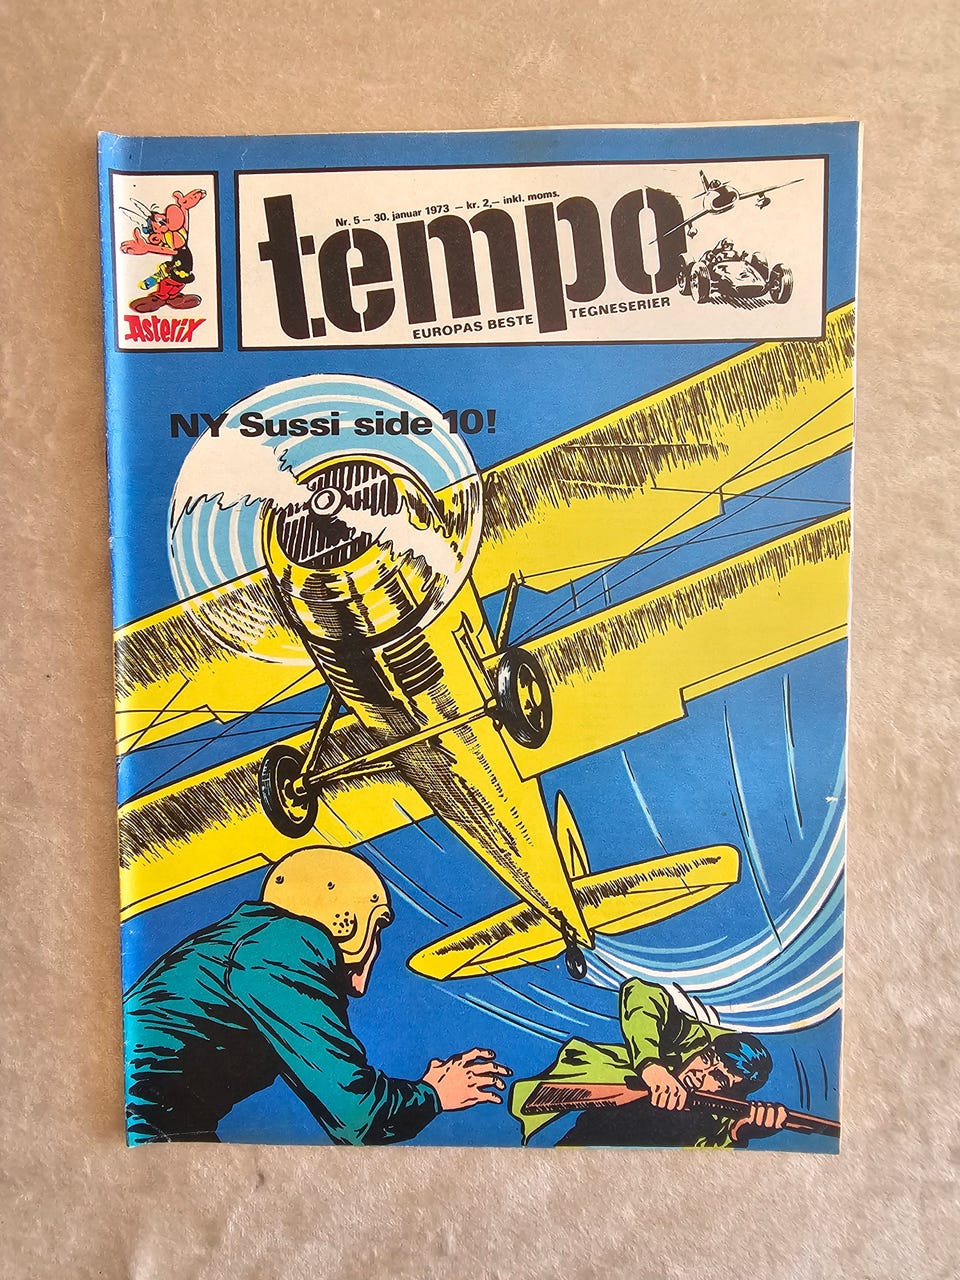 Nr. 5 – 30. januar 1973 – kr. 2,– inkl. moms.
tempo
EUROPAS BESTE TEGNESERIER
Asterix
NY Sussi side 10!